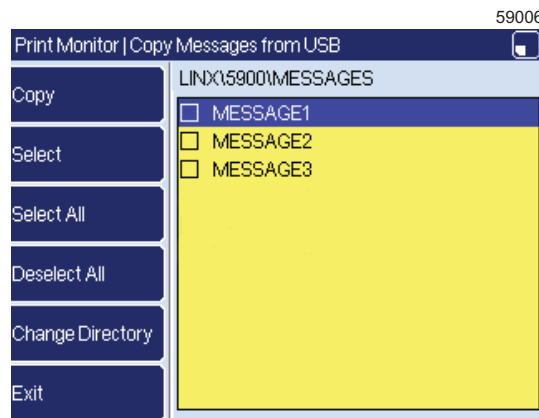 59006
Print Monitor | Copy Messages from USB
LINX\5900\MESSAGES
Copy
Select
Select All
Deselect All
Change Directory
Exit
MESSAGE1
MESSAGE2
MESSAGE3